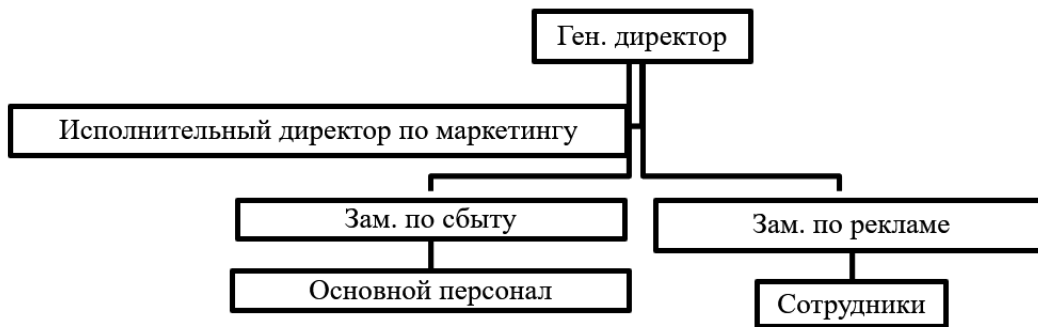 Ген. директор
Исполнительный директор по маркетингу
Зам. по сбыту
Зам. по рекламе
Основной персонал
Сотрудники